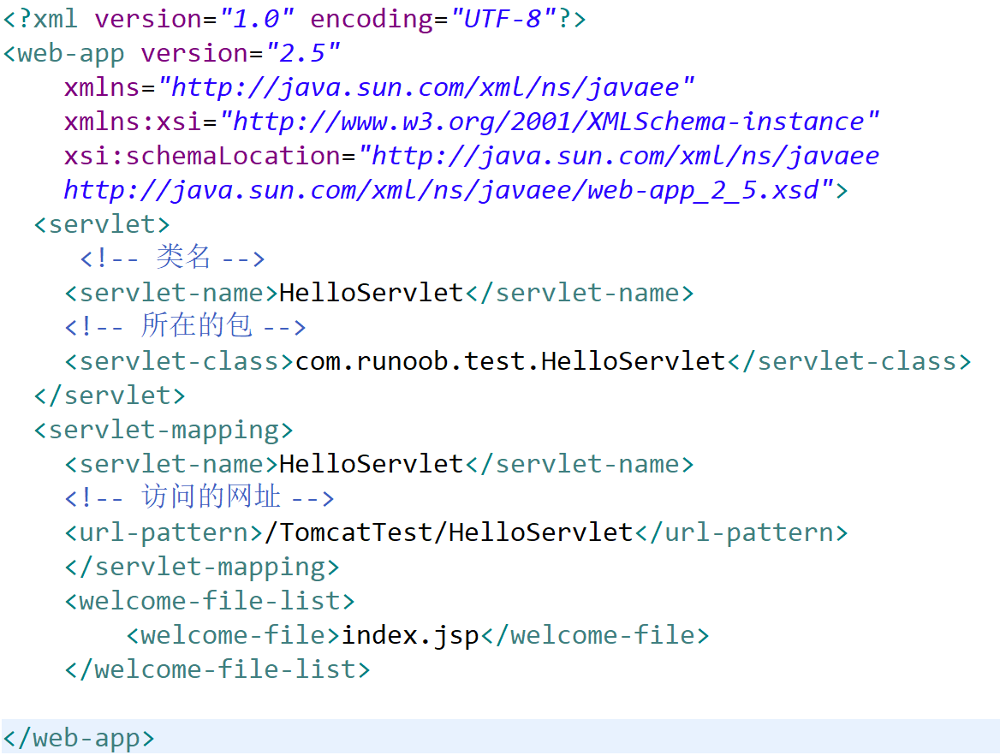 <?xml version="1.0" encoding="UTF-8"?>
<web-app version="2.5"
    xmlns="http://java.sun.com/xml/ns/javaee"
    xmlns:xsi="http://www.w3.org/2001/XMLSchema-instance"
    xsi:schemaLocation="http://java.sun.com/xml/ns/javaee
    http://java.sun.com/xml/ns/javaee/web-app_2_5.xsd">
  <servlet>
     <!-- 类名 -->
    <servlet-name>HelloServlet</servlet-name>
    <!-- 所在的包 -->
    <servlet-class>com.runoob.test.HelloServlet</servlet-class>
  </servlet>
  <servlet-mapping>
    <servlet-name>HelloServlet</servlet-name>
    <!-- 访问的网址 -->
    <url-pattern>/TomcatTest/HelloServlet</url-pattern>
    </servlet-mapping>
    <welcome-file-list>
        <welcome-file>index.jsp</welcome-file>
    </welcome-file-list>
</web-app>